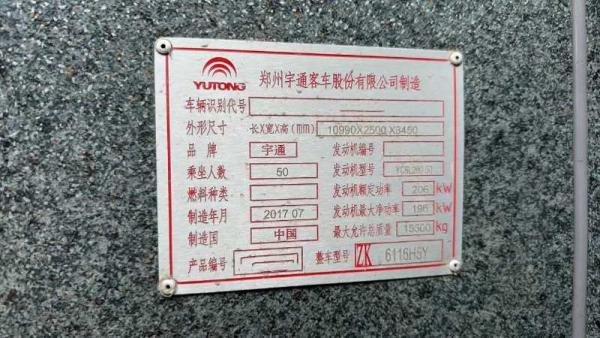 YUTONG
郑州宇通客车股份有限公司制造
车辆识别代号
外形尺寸 长X宽X高(mm) 10990X2500X3450
品牌 宇通 发动机编号
乘坐人数 50 发动机型号
燃料种类 发动机额定功率 206 kW
制造年月 2017 07 发动机最大净功率 196 kW
制造国 中国 最大允许总质量 15300 kg
产品编号 整车型号 ZK 6116H5Y